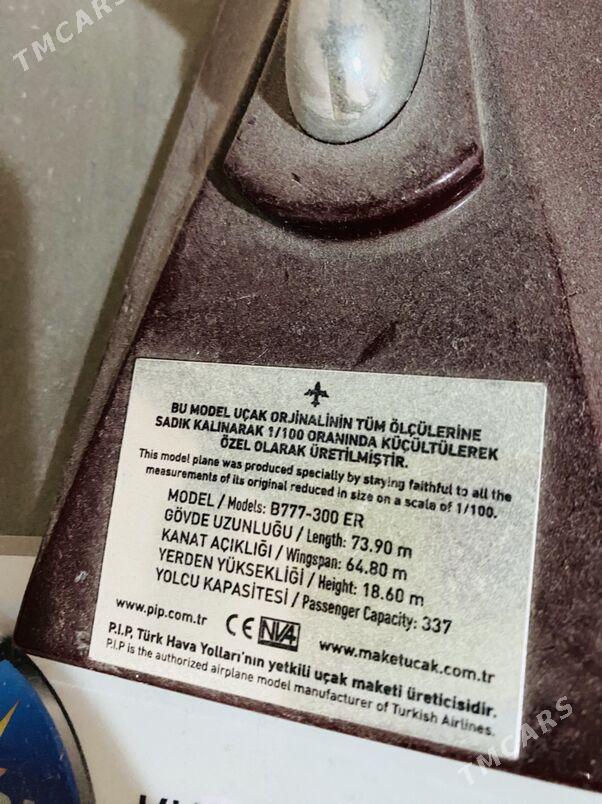 TMCARS
BU MODEL UÇAK ORJİNALİNİN TÜM ÖLÇÜLERİNE
SADIK KALINARAK 1/100 ORANINDA KÜÇÜLTÜLEREK
ÖZEL OLARAK ÜRETİLMİŞTİR.
This model plane was produced specially by staying faithful to all the
measurements of its original reduced in size on a scale of 1/100.
MODEL / Models: B777-300 ER
GÖVDE UZUNLUĞU / Length: 73.90 m
KANAT AÇIKLIĞI / Wingspan: 64.80 m
YERDEN YÜKSEKLİĞİ / Height: 18.60 m
YOLCU KAPASİTESİ / Passenger Capacity: 337
www.pip.com.tr CE NVA www.maketucak.com.tr
P.I.P, Türk Hava Yolları'nın yetkili uçak maketi üreticisidir.
P.I.P is the authorized airplane model manufacturer of Turkish Airlines.
TMCARS